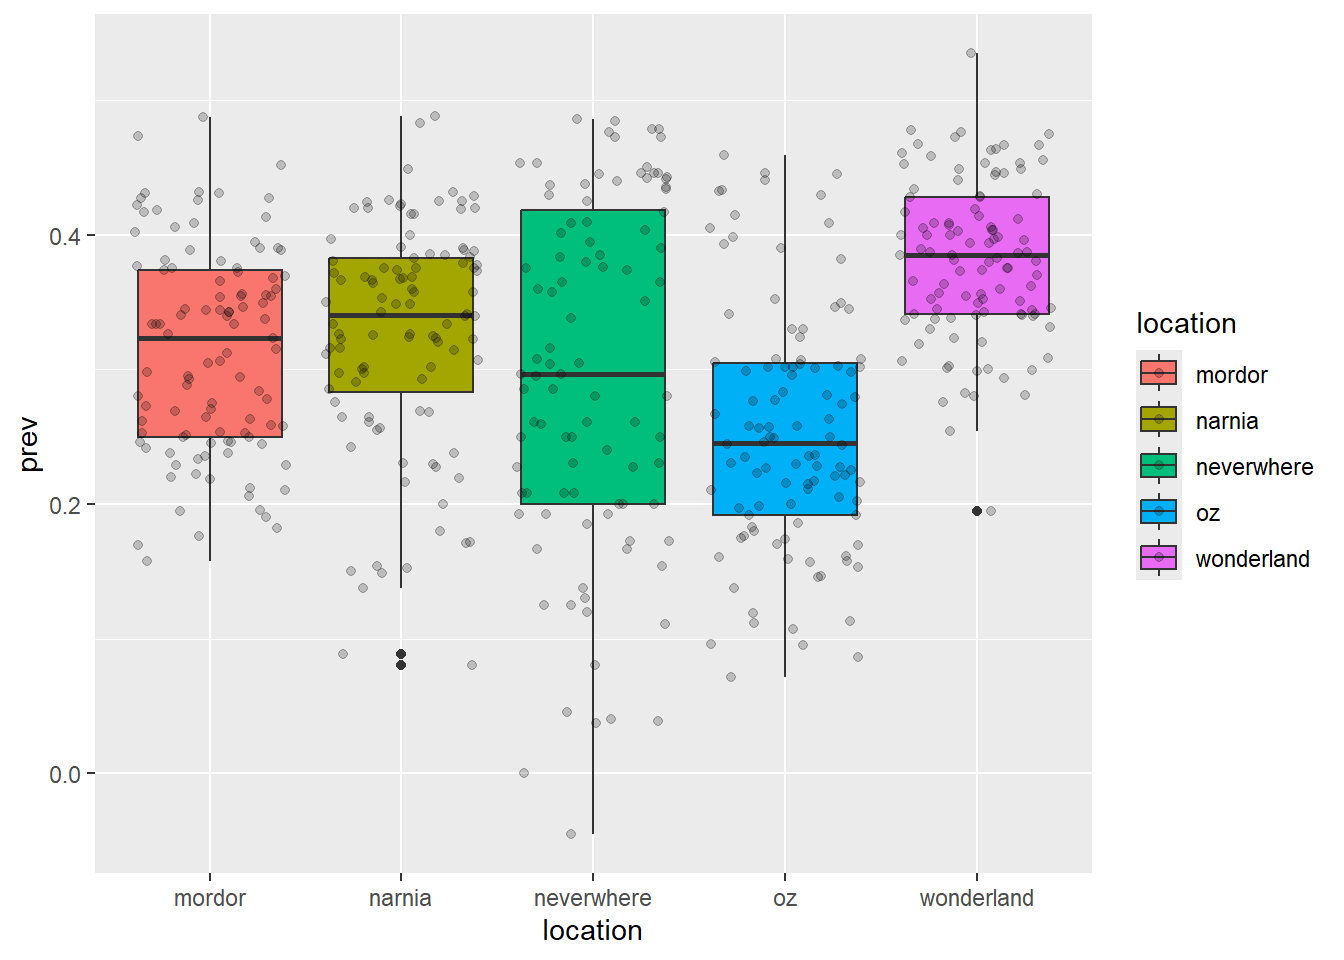 prev
0.4
0.2
0.0
mordor
narnia
neverwhere
oz
wonderland
location
location
mordor
narnia
neverwhere
oz
wonderland